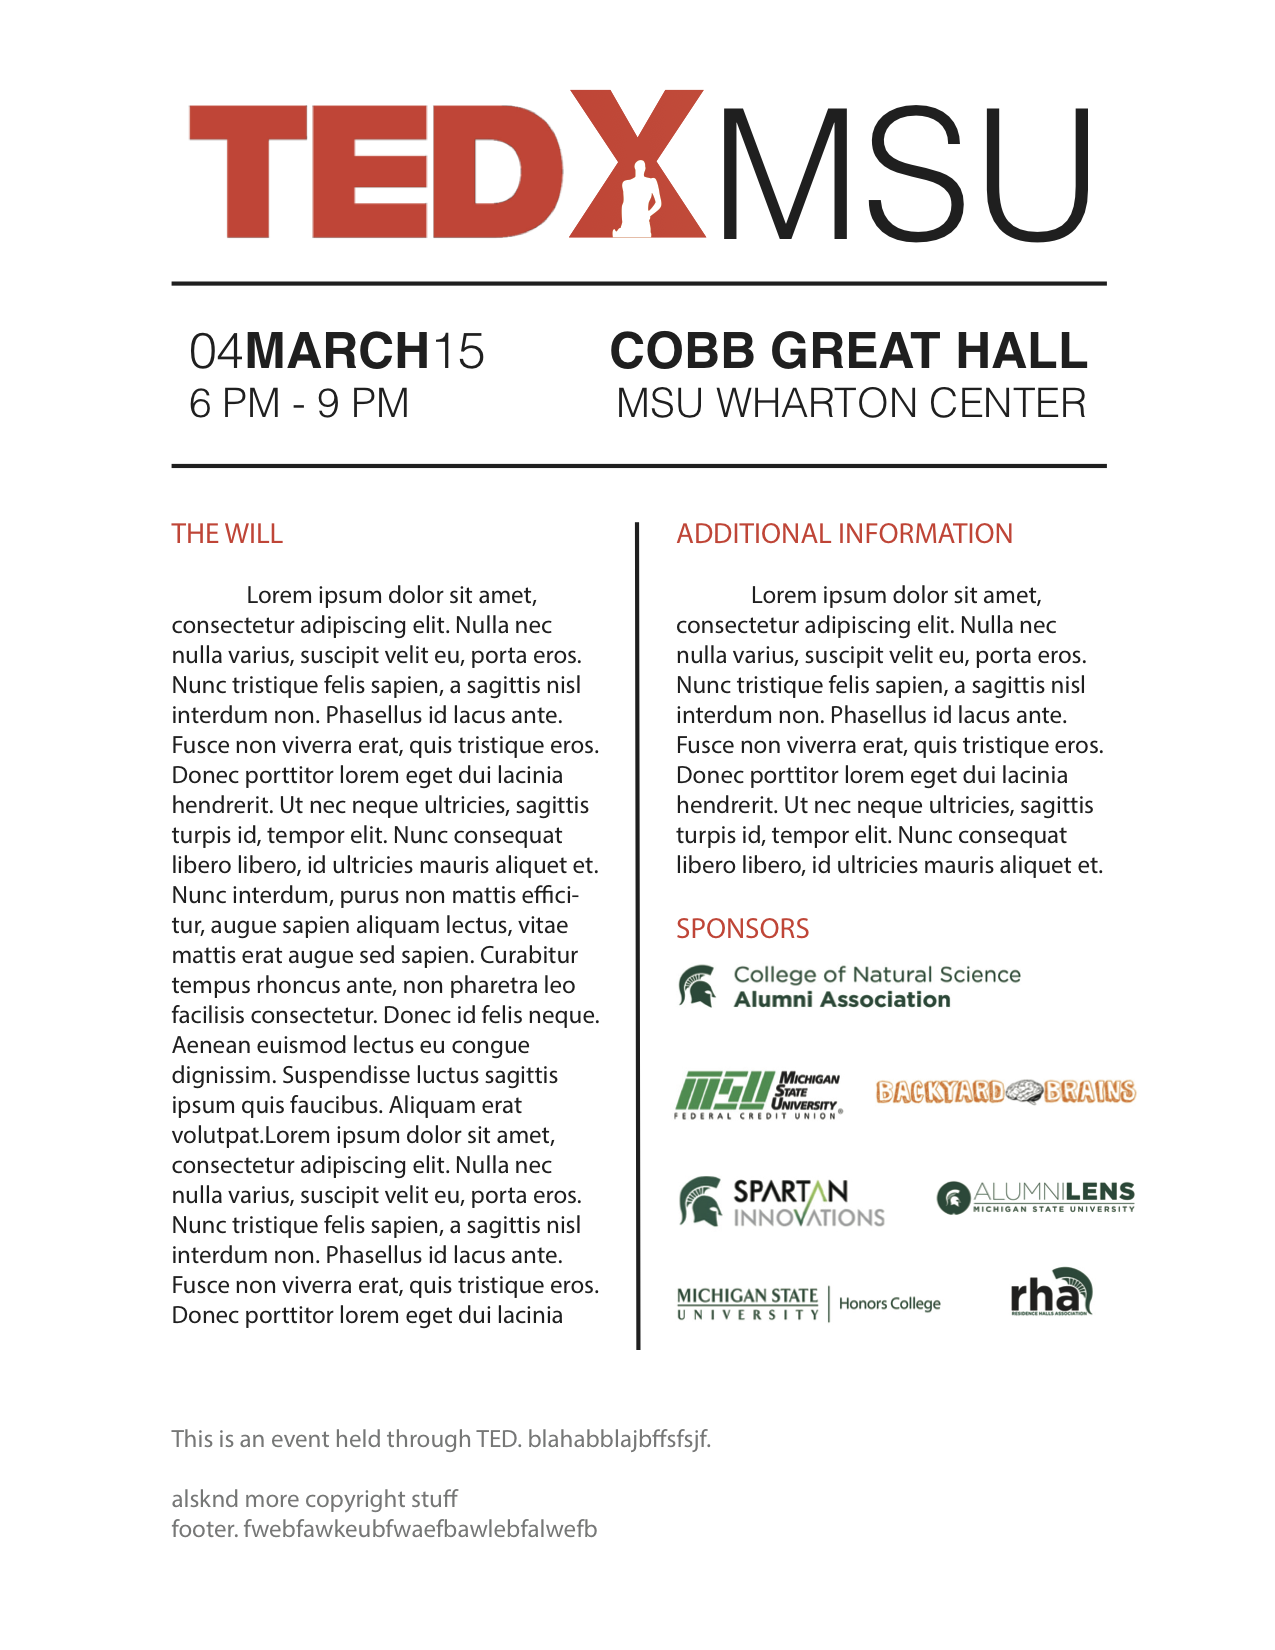 TEDXMSU
04MARCH15
6 PM - 9 PM
COBB GREAT HALL
MSU WHARTON CENTER
THE WILL
Lorem ipsum dolor sit amet,
consectetur adipiscing elit. Nulla nec
nulla varius, suscipit velit eu, porta eros.
Nunc tristique felis sapien, a sagittis nisl
interdum non. Phasellus id lacus ante.
Fusce non viverra erat, quis tristique eros.
Donec porttitor lorem eget dui lacinia
hendrerit. Ut nec neque ultricies, sagittis
turpis id, tempor elit. Nunc consequat
libero libero, id ultricies mauris aliquet et.
Nunc interdum, purus non mattis effici-
tur, augue sapien aliquam lectus, vitae
mattis erat augue sed sapien. Curabitur
tempus rhoncus ante, non pharetra leo
facilisis consectetur. Donec id felis neque.
Aenean euismod lectus eu congue
dignissim. Suspendisse luctus sagittis
ipsum quis faucibus. Aliquam erat
volutpat.Lorem ipsum dolor sit amet,
consectetur adipiscing elit. Nulla nec
nulla varius, suscipit velit eu, porta eros.
Nunc tristique felis sapien, a sagittis nisl
interdum non. Phasellus id lacus ante.
Fusce non viverra erat, quis tristique eros.
Donec porttitor lorem eget dui lacinia
ADDITIONAL INFORMATION
Lorem ipsum dolor sit amet,
consectetur adipiscing elit. Nulla nec
nulla varius, suscipit velit eu, porta eros.
Nunc tristique felis sapien, a sagittis nisl
interdum non. Phasellus id lacus ante.
Fusce non viverra erat, quis tristique eros.
Donec porttitor lorem eget dui lacinia
hendrerit. Ut nec neque ultricies, sagittis
turpis id, tempor elit. Nunc consequat
libero libero, id ultricies mauris aliquet et.
SPONSORS
College of Natural Science
Alumni Association
MSU
MICHIGAN
STATE
UNIVERSITY
FEDERAL CREDIT UNION®
BACKYARD BRAINS
SPARTAN
INNOVATIONS
ALUMNILENS
MICHIGAN STATE UNIVERSITY
MICHIGAN STATE
UNIVERSITY
Honors College
rha
RESIDENCE HALLS ASSOCIATION
This is an event held through TED. blahabblajbffsfsjf.
alsknd more copyright stuff
footer. fwebfawkeubfwaefbawlebfalwefb